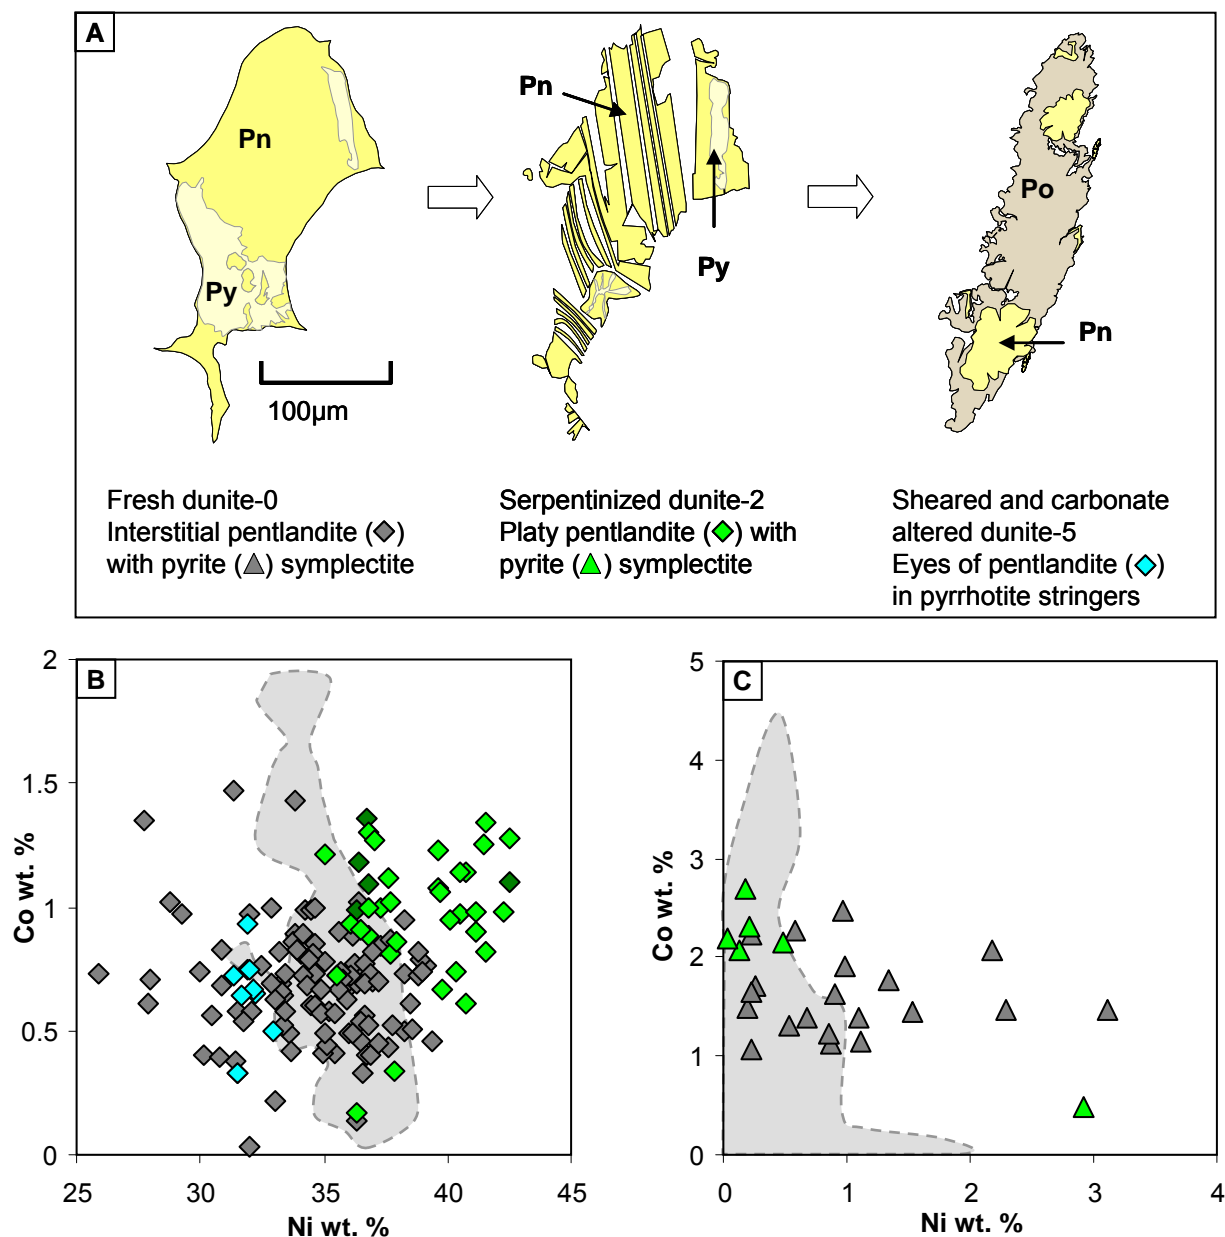 A
Pn
Py
100µm
Pn
Py
Po
Pn
Fresh dunite-0
Interstitial pentlandite (◆)
with pyrite (▲) symplectite
Serpentinized dunite-2
Platy pentlandite (◆) with
pyrite (▲) symplectite
Sheared and carbonate
altered dunite-5
Eyes of pentlandite (◆)
in pyrrhotite stringers
B
2
1.5
1
0.5
0
Co wt. %
25 30 35 40 45
Ni wt. %
C
5
4
3
2
1
0
Co wt. %
0 1 2 3 4
Ni wt. %